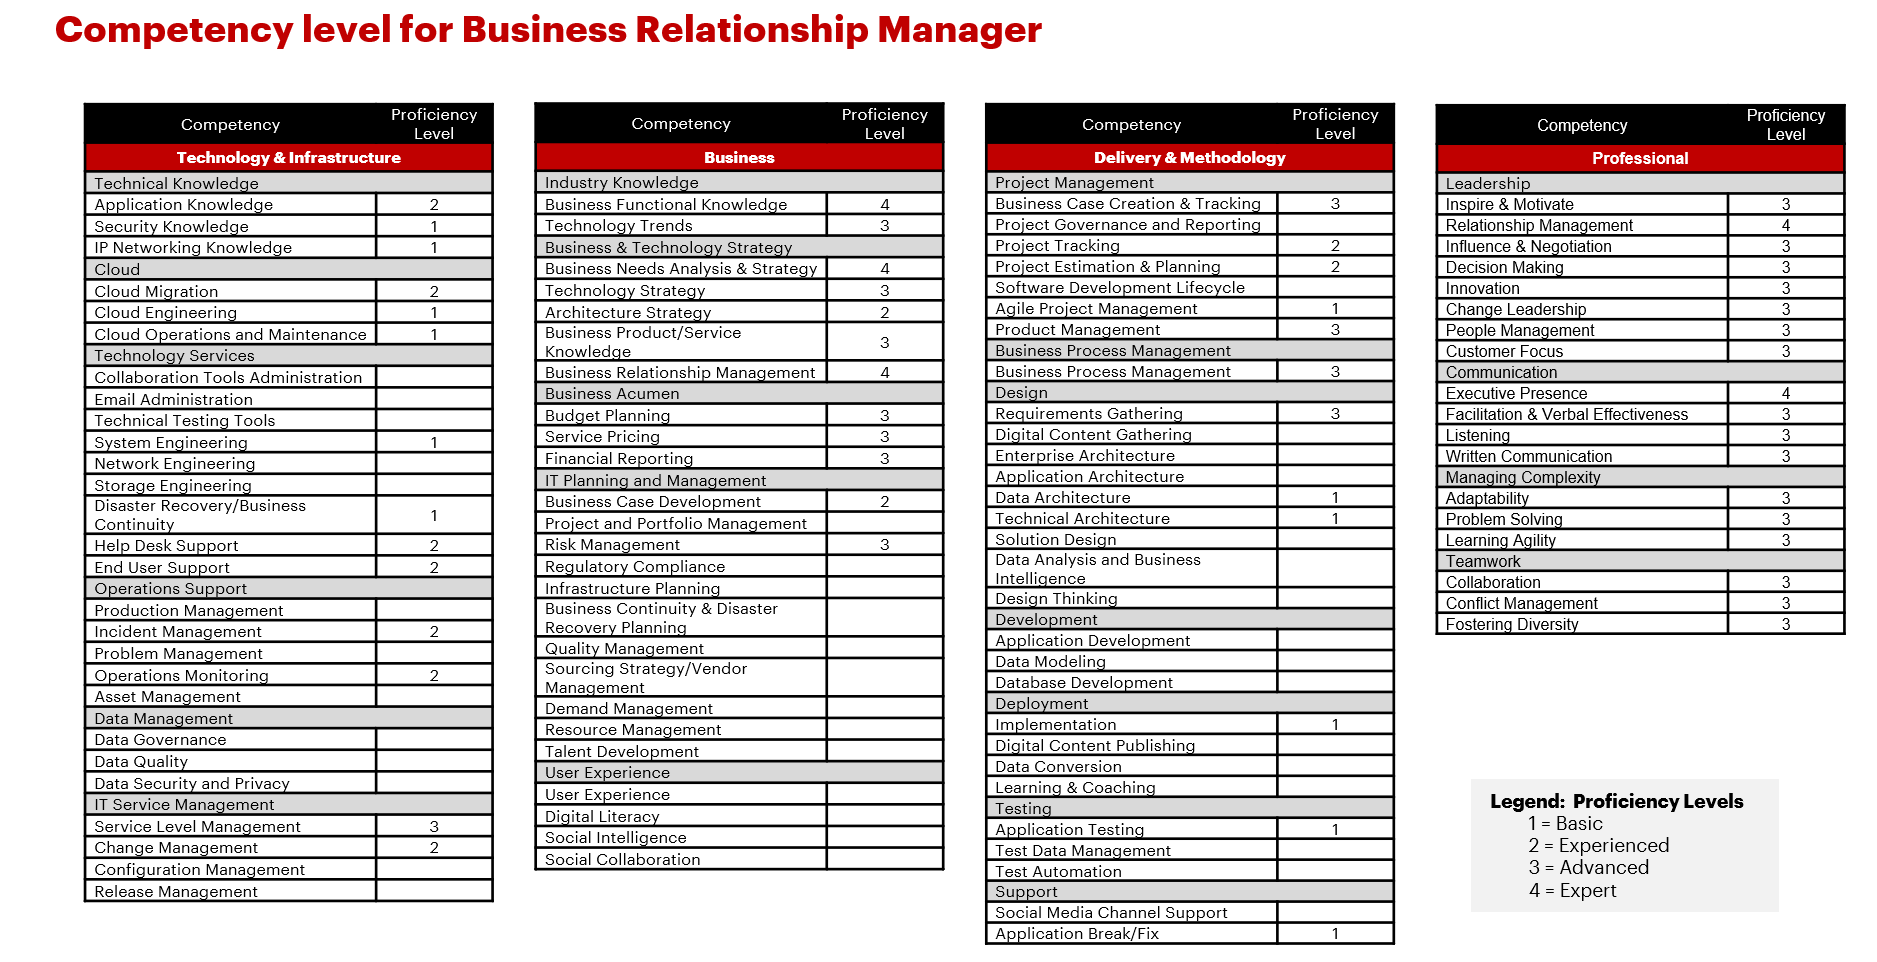 Competency level for Business Relationship Manager
Competency Proficiency Level
Technology & Infrastructure
Technical Knowledge
Application Knowledge 2
Security Knowledge 1
IP Networking Knowledge 1
Cloud
Cloud Migration 2
Cloud Engineering 1
Cloud Operations and Maintenance 1
Technology Services
Collaboration Tools Administration
Email Administration
Technical Testing Tools
System Engineering 1
Network Engineering
Storage Engineering
Disaster Recovery/Business
Continuity 1
Help Desk Support 2
End User Support 2
Operations Support
Production Management
Incident Management 2
Problem Management
Operations Monitoring 2
Asset Management
Data Management
Data Governance
Data Quality
Data Security and Privacy
IT Service Management
Service Level Management 3
Change Management 2
Configuration Management
Release Management
Competency Proficiency Level
Business
Industry Knowledge
Business Functional Knowledge 4
Technology Trends 3
Business & Technology Strategy
Business Needs Analysis & Strategy 4
Technology Strategy 3
Architecture Strategy 2
Business Product/Service
Knowledge 3
Business Relationship Management 4
Business Acumen
Budget Planning 3
Service Pricing 3
Financial Reporting 3
IT Planning and Management
Business Case Development 2
Project and Portfolio Management
Risk Management 3
Regulatory Compliance
Infrastructure Planning
Business Continuity & Disaster
Recovery Planning
Quality Management
Sourcing Strategy/Vendor
Management
Demand Management
Resource Management
Talent Development
User Experience
User Experience
Digital Literacy
Social Intelligence
Social Collaboration
Competency Proficiency Level
Delivery & Methodology
Project Management
Business Case Creation & Tracking 3
Project Governance and Reporting
Project Tracking 2
Project Estimation & Planning 2
Software Development Lifecycle
Agile Project Management 1
Product Management 3
Business Process Management
Business Process Management 3
Design
Requirements Gathering 3
Digital Content Gathering
Enterprise Architecture
Application Architecture
Data Architecture 1
Technical Architecture 1
Solution Design
Data Analysis and Business
Intelligence
Design Thinking
Development
Application Development
Data Modeling
Database Development
Deployment
Implementation 1
Digital Content Publishing
Data Conversion
Learning & Coaching
Testing
Application Testing 1
Test Data Management
Test Automation
Support
Social Media Channel Support
Application Break/Fix 1
Competency Proficiency Level
Professional
Leadership
Inspire & Motivate 3
Relationship Management 4
Influence & Negotiation 3
Decision Making 3
Innovation 3
Change Leadership 3
People Management 3
Customer Focus 3
Communication
Executive Presence 4
Facilitation & Verbal Effectiveness 3
Listening 3
Written Communication 3
Managing Complexity
Adaptability 3
Problem Solving 3
Learning Agility 3
Teamwork
Collaboration 3
Conflict Management 3
Fostering Diversity 3
Legend: Proficiency Levels
1 = Basic
2 = Experienced
3 = Advanced
4 = Expert